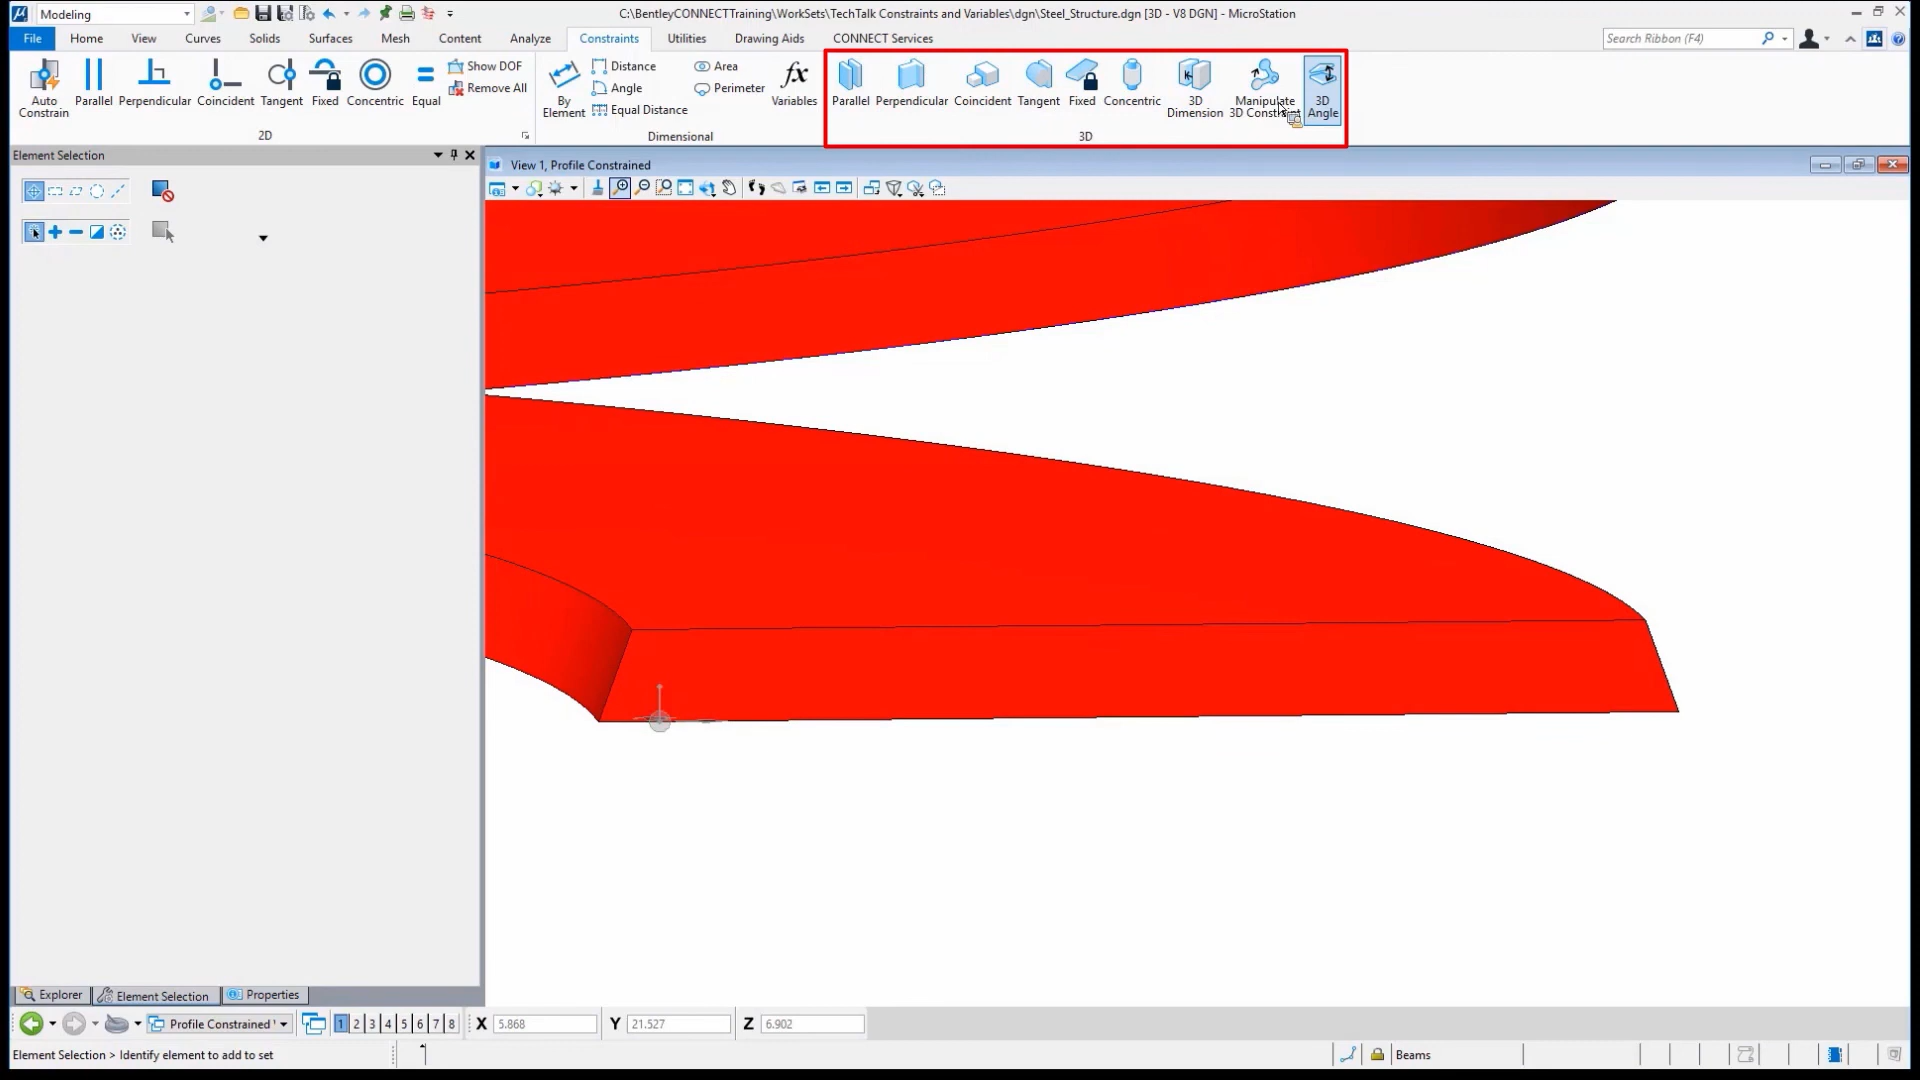 Modeling
C:\BentleyCONNECTTraining\WorkSets\TechTalk Constraints and Variables\dgn\Steel_Structure.dgn [3D - V8 DGN] - MicroStation
File Home View Curves Solids Surfaces Mesh Content Analyze Constraints Utilities Drawing Aids CONNECT Services
Search Ribbon (F4)
Auto Constrain
Parallel
Perpendicular
Coincident
Tangent
Fixed
Concentric
Equal
Show DOF
Remove All
2D
By Element
Distance
Angle
Equal Distance
Area
Perimeter
fx
Variables
Dimensional
Parallel
Perpendicular
Coincident
Tangent
Fixed
Concentric
3D Dimension
Manipulate
3D Constraint
3D Angle
3D
Element Selection
View 1, Profile Constrained
Explorer
Element Selection
Properties
Profile Constrained
1 2 3 4 5 6 7 8
X 5.868
Y 21.527
Z 6.902
Element Selection > Identify element to add to set
Beams